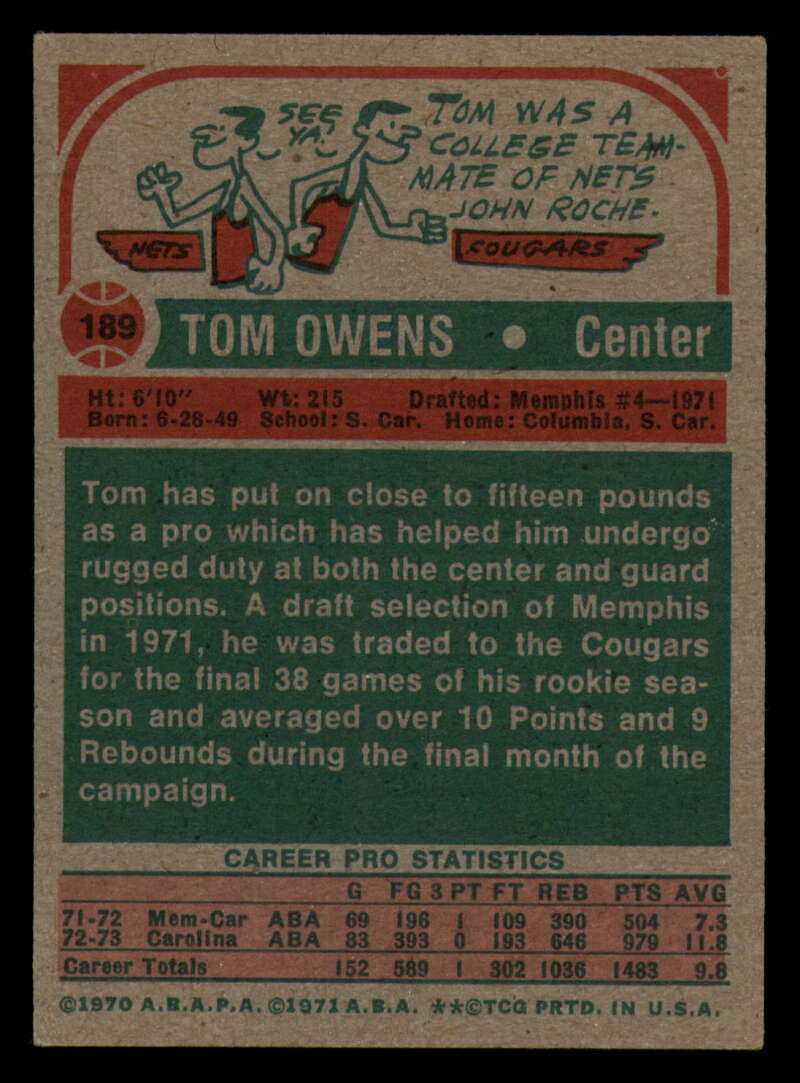 SEE
YA!
TOM WAS A
COLLEGE TEAM-
MATE OF NETS
JOHN ROCHE.
NETS
COUGARS
189 TOM OWENS • Center
Ht: 6'10" Wt: 215 Drafted: Memphis #4—1971
Born: 6-28-49 School: S. Car. Home: Columbia, S. Car.
Tom has put on close to fifteen pounds
as a pro which has helped him undergo
rugged duty at both the center and guard
positions. A draft selection of Memphis
in 1971, he was traded to the Cougars
for the final 38 games of his rookie sea-
son and averaged over 10 Points and 9
Rebounds during the final month of the
campaign.
CAREER PRO STATISTICS
G FG 3 PT FT REB PTS AVG
71-72 Mem-Car ABA 69 196 1 109 390 504 7.3
72-73 Carolina ABA 83 393 0 193 646 979 11.8
Career Totals 152 589 1 302 1036 1483 9.8
©1970 A.B.A.P.A. ©1971 A.B.A. **©TCG PRTD. IN U.S.A.